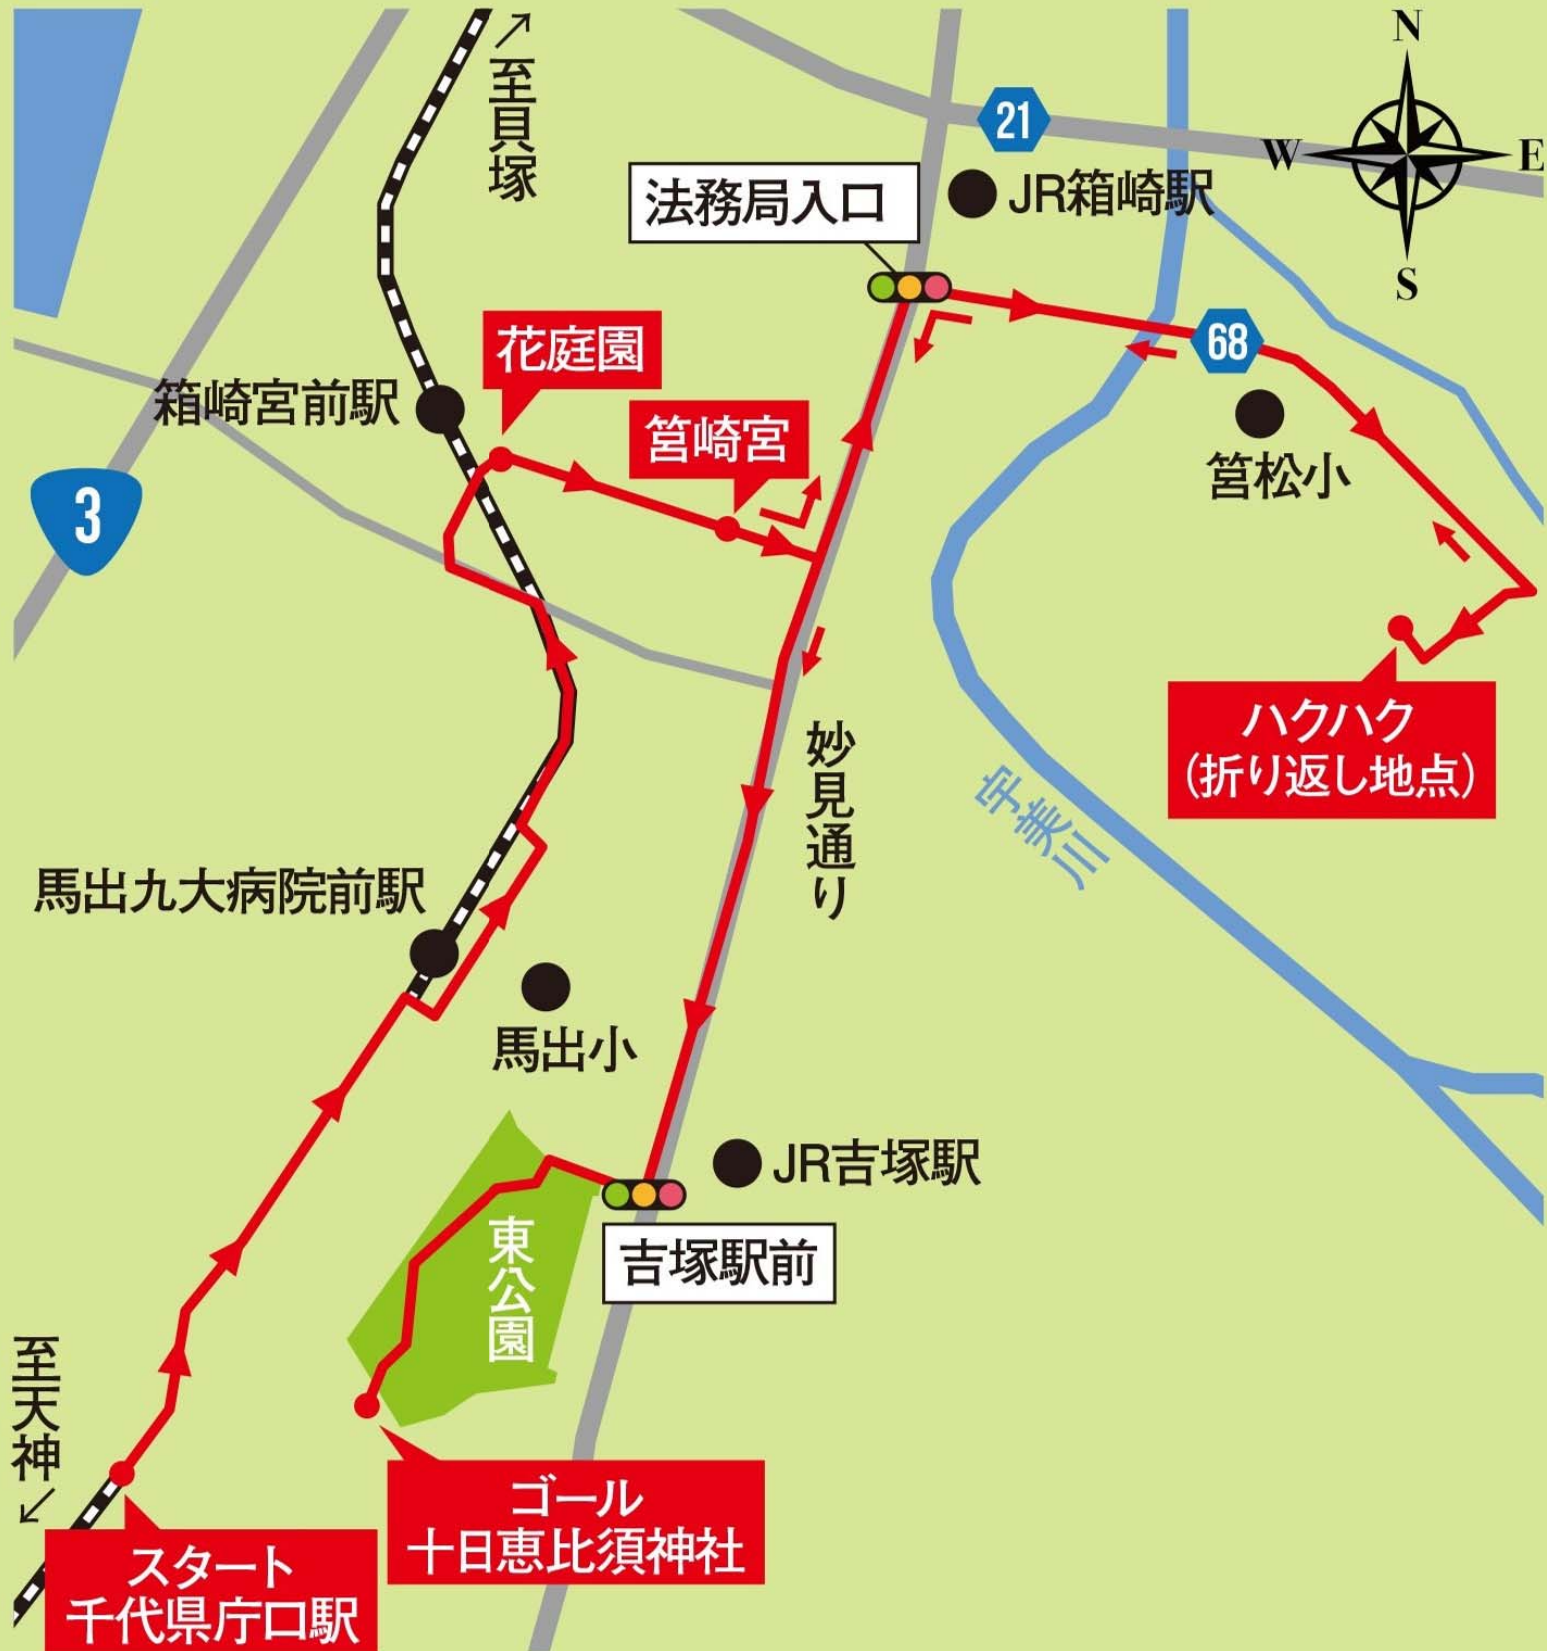 至貝塚
N
W
E
S
21
JR箱崎駅
法務局入口
花庭園
68
箱崎宮前駅
筥崎宮
筥松小
3
ハクハク
(折り返し地点)
妙見通り
宇美川
馬出九大病院前駅
馬出小
JR吉塚駅
吉塚駅前
東公園
至天神
ゴール
十日恵比須神社
スタート
千代県庁口駅